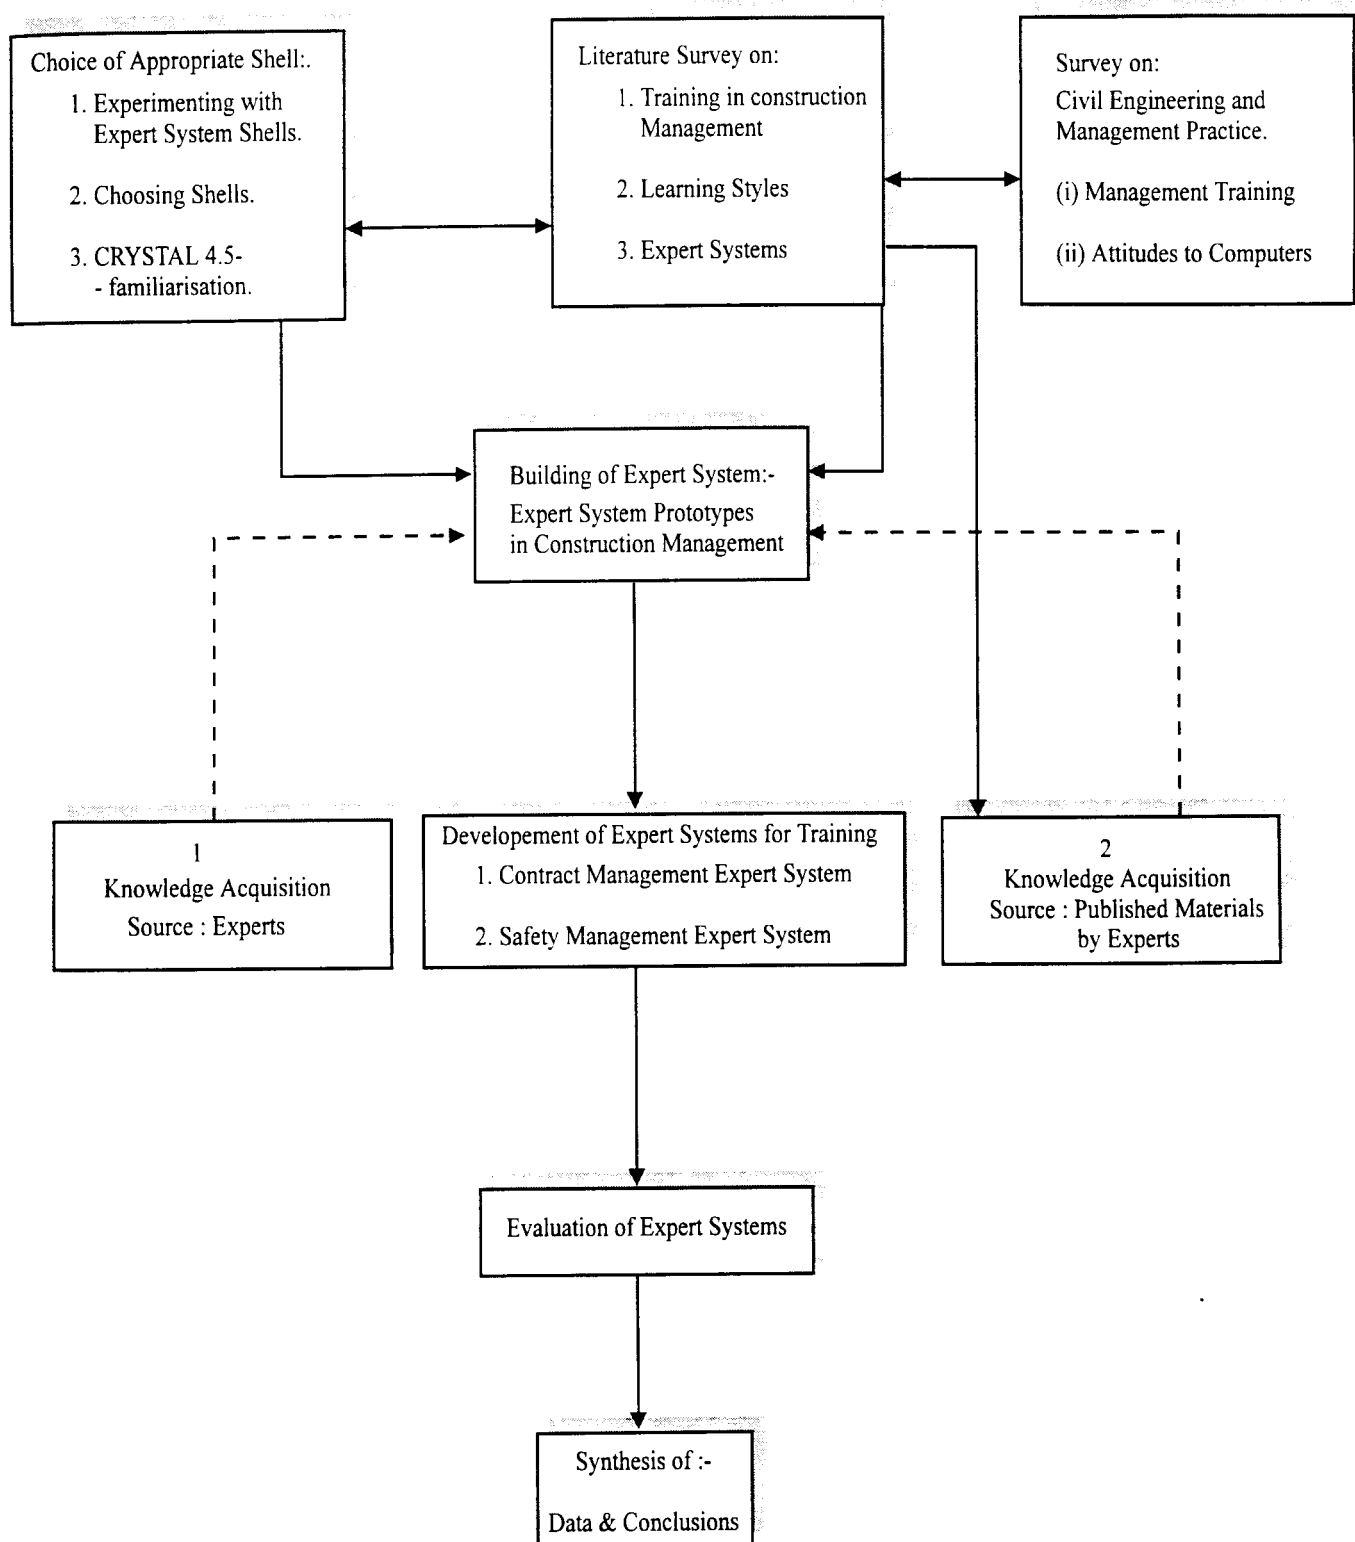 Choice of Appropriate Shell:.
1. Experimenting with
Expert System Shells.
2. Choosing Shells.
3. CRYSTAL 4.5-
- familiarisation.
Literature Survey on:
1. Training in construction
Management
2. Learning Styles
3. Expert Systems
Survey on:
Civil Engineering and
Management Practice.
(i) Management Training
(ii) Attitudes to Computers
Building of Expert System:-
Expert System Prototypes
in Construction Management
1
Knowledge Acquisition
Source : Experts
Developement of Expert Systems for Training
1. Contract Management Expert System
2. Safety Management Expert System
2
Knowledge Acquisition
Source : Published Materials
by Experts
Evaluation of Expert Systems
Synthesis of :-
Data & Conclusions